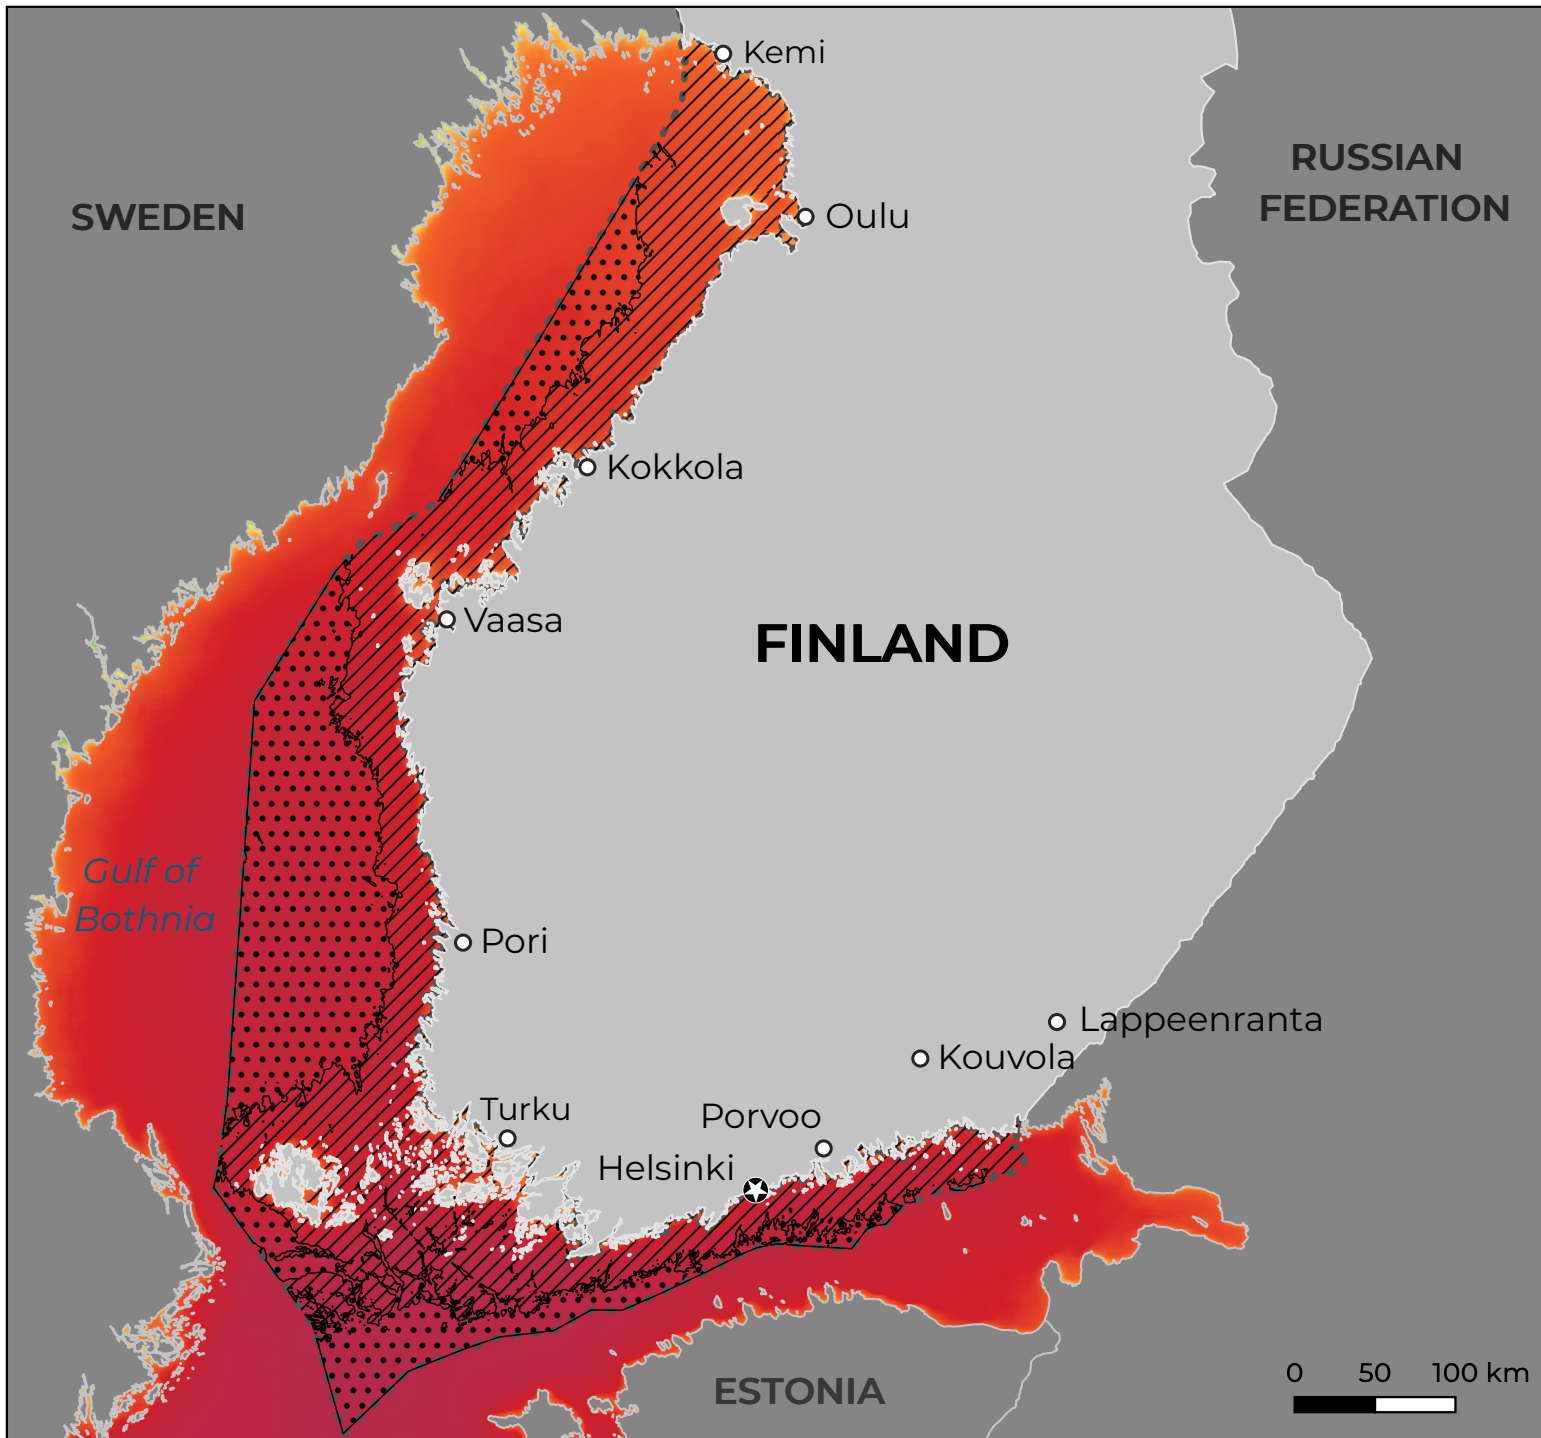 Kemi
RUSSIAN
FEDERATION
SWEDEN
Oulu
Kokkola
Vaasa
FINLAND
Gulf of
Bothnia
Pori
Lappeenranta
Kouvola
Turku
Porvoo
Helsinki
ESTONIA
0 50 100 km